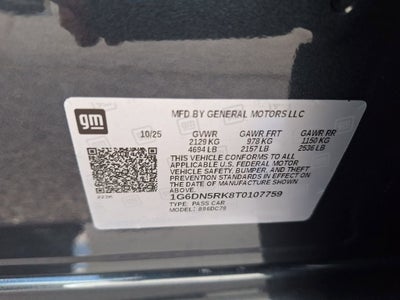 gm
MFD BY GENERAL MOTORS LLC
10/25 GVWR GAWR FRT GAWR RR
2129 KG 978 KG 1150 KG
4694 LB 2157 LB 2536 LB
THIS VEHICLE CONFORMS TO ALL
APPLICABLE U.S. FEDERAL MOTOR
VEHICLE SAFETY, BUMPER, AND THEFT
PREVENTION STANDARDS IN EFFECT ON
THE DATE OF MANUFACTURE SHOWN
ABOVE.
1G6DN5RK8T0107759
TYPE: PASS CAR